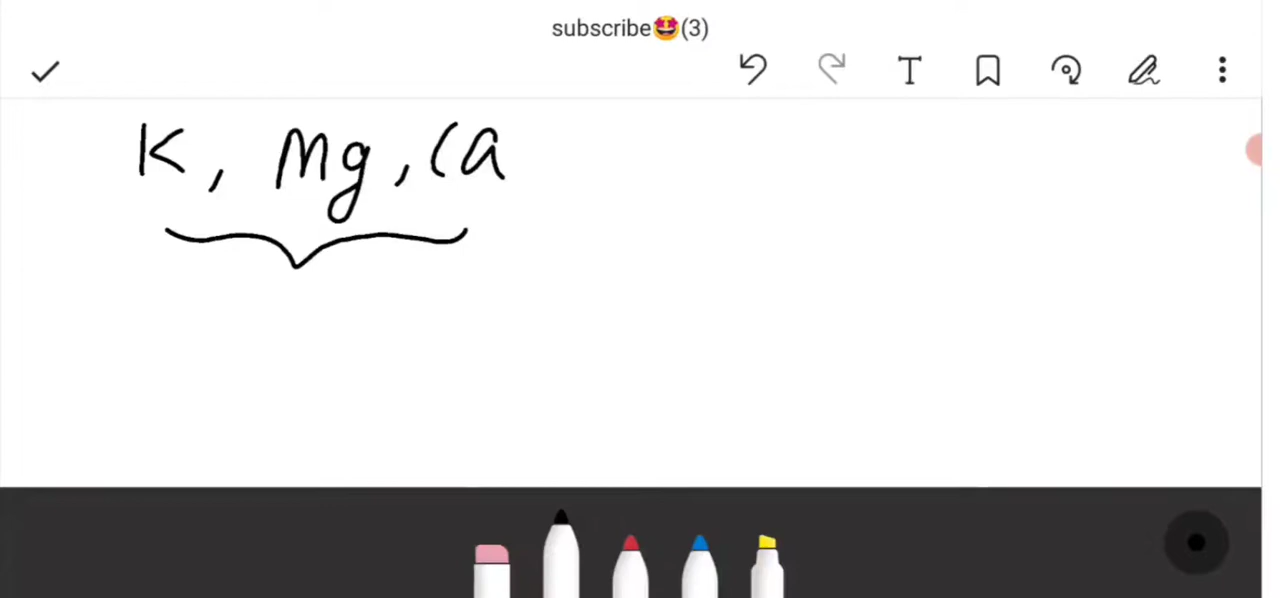 subscribe🤩(3)
T
K, Mg, Ca